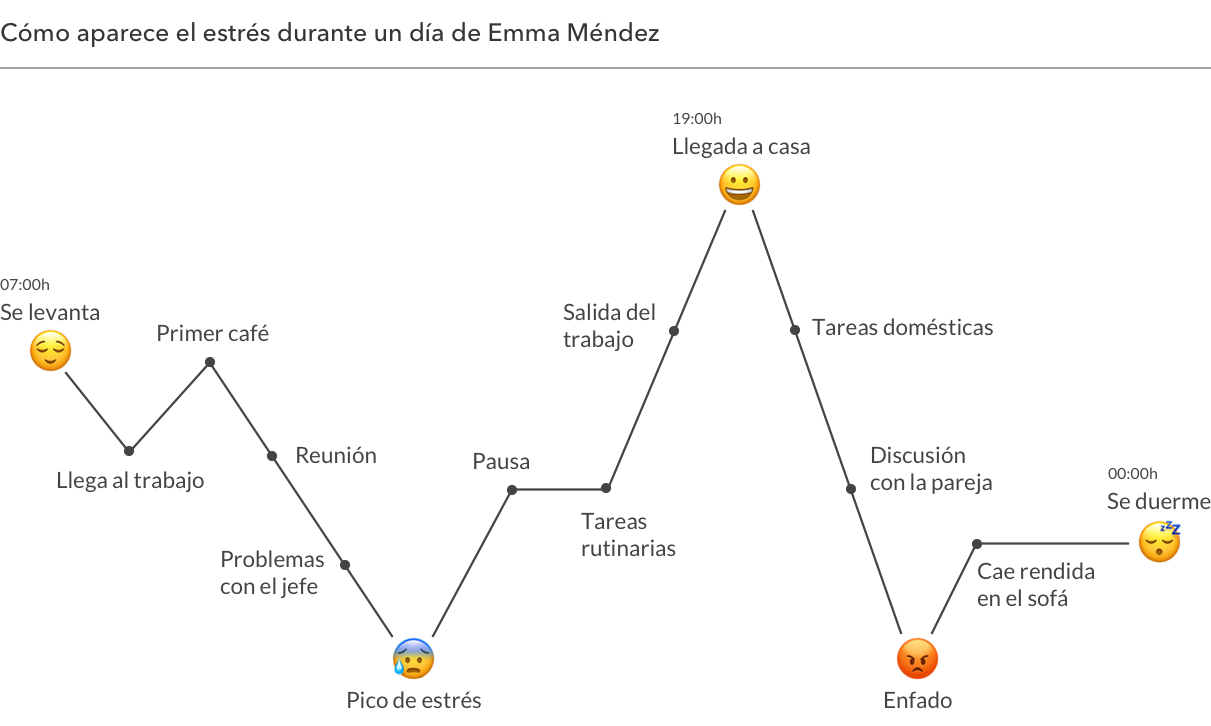 Cómo aparece el estrés durante un día de Emma Méndez
07:00h
Se levanta
Llega al trabajo
Primer café
Reunión
Problemas
con el jefe
Pico de estrés
Pausa
Tareas
rutinarias
Salida del
trabajo
19:00h
Llegada a casa
Tareas domésticas
Discusión
con la pareja
Enfado
Cae rendida
en el sofá
00:00h
Se duerme